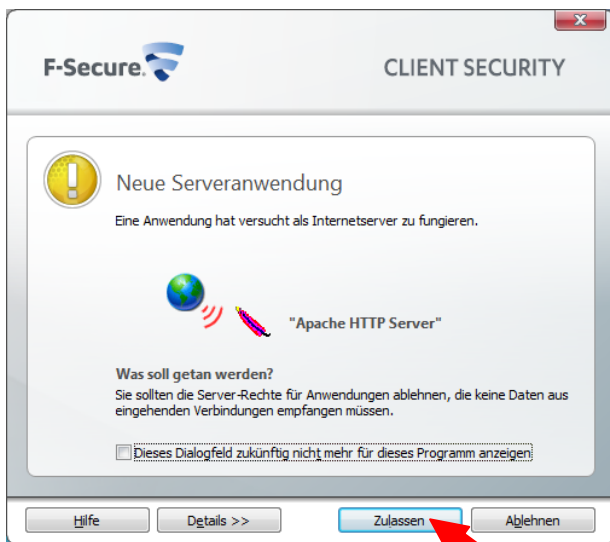 F-Secure.
CLIENT SECURITY
Neue Serveranwendung
Eine Anwendung hat versucht als Internetserver zu fungieren.
"Apache HTTP Server"
Was soll getan werden?
Sie sollten die Server-Rechte für Anwendungen ablehnen, die keine Daten aus
eingehenden Verbindungen empfangen müssen.
Dieses Dialogfeld zukünftig nicht mehr für dieses Programm anzeigen
Hilfe
Details >>
Zulassen
Ablehnen